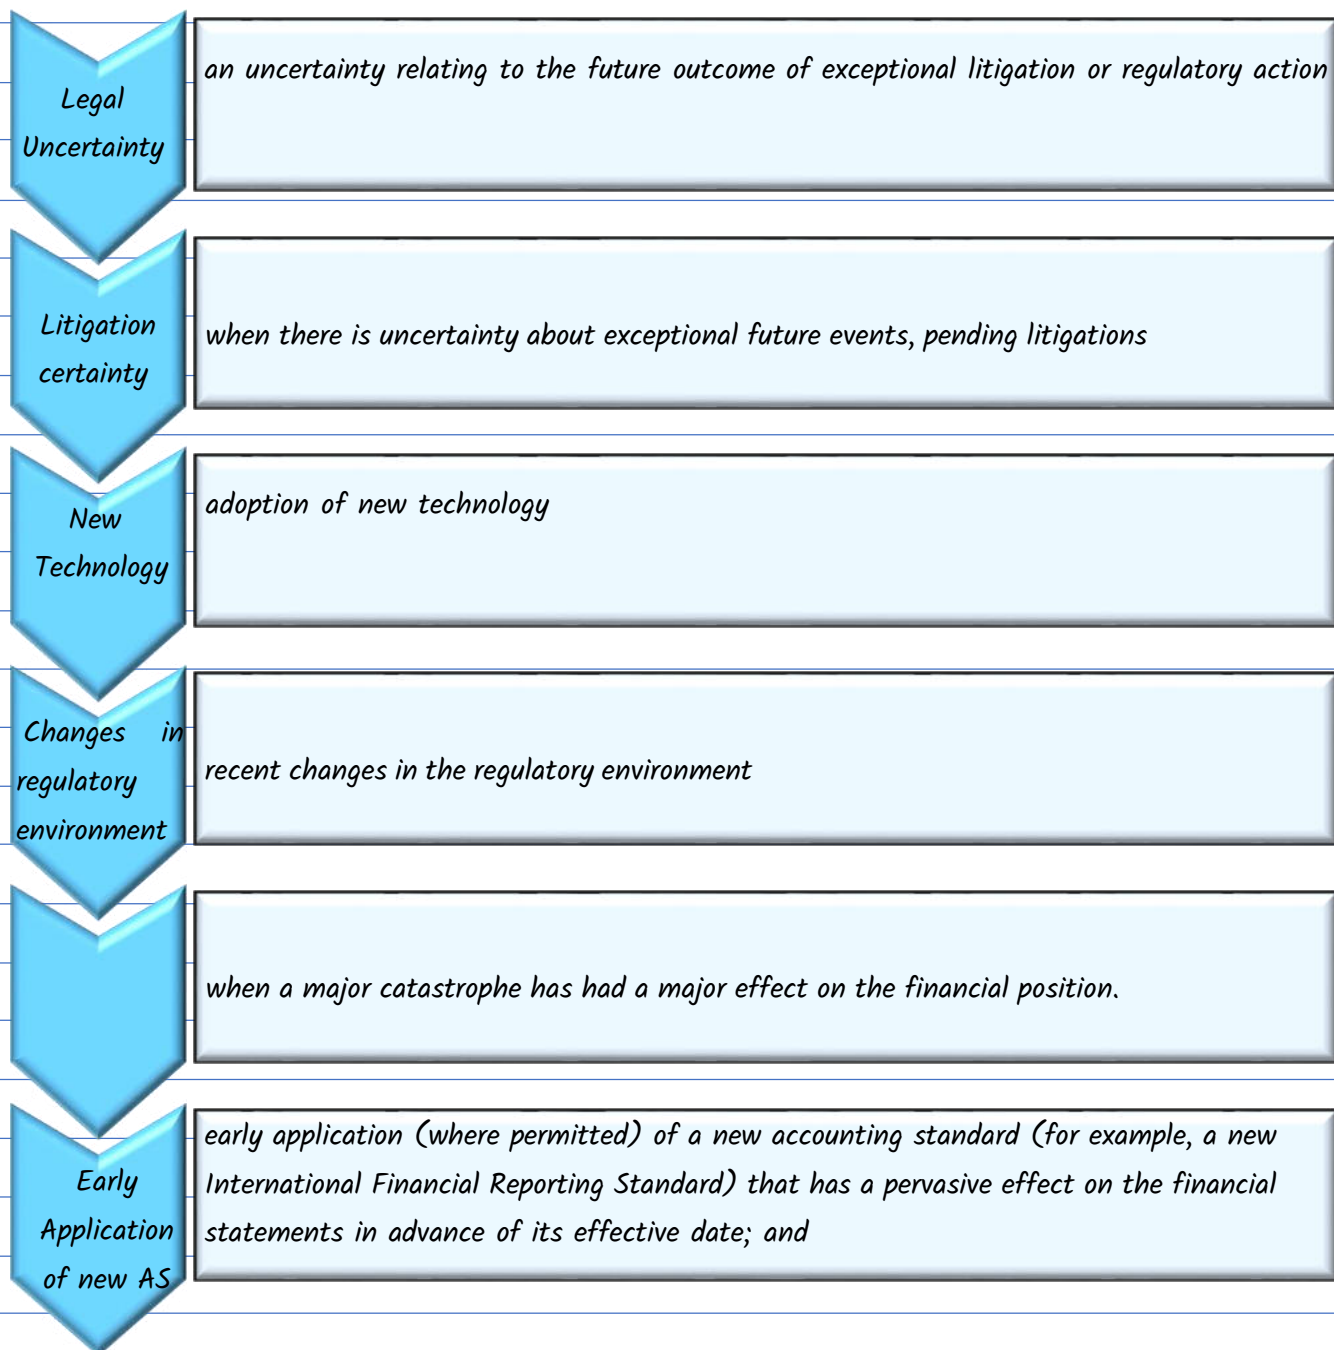 Legal
Uncertainty
an uncertainty relating to the future outcome of exceptional litigation or regulatory action
Litigation
certainty
when there is uncertainty about exceptional future events, pending litigations
New
Technology
adoption of new technology
Changes in
regulatory
environment
recent changes in the regulatory environment
when a major catastrophe has had a major effect on the financial position.
Early
Application
of new AS
early application (where permitted) of a new accounting standard (for example, a new
International Financial Reporting Standard) that has a pervasive effect on the financial
statements in advance of its effective date; and